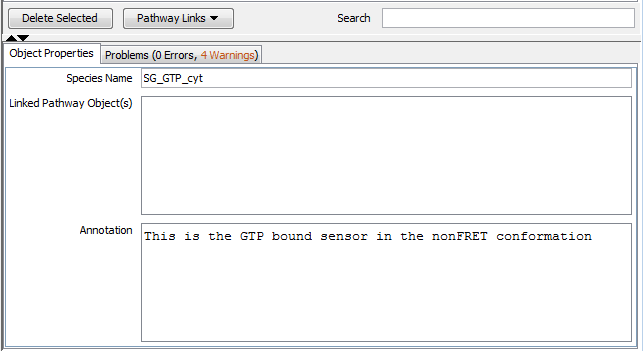 Delete Selected Pathway Links Search
Object Properties Problems (0 Errors, 4 Warnings)
Species Name SG_GTP_cyt
Linked Pathway Object(s)
Annotation This is the GTP bound sensor in the nonFRET conformation